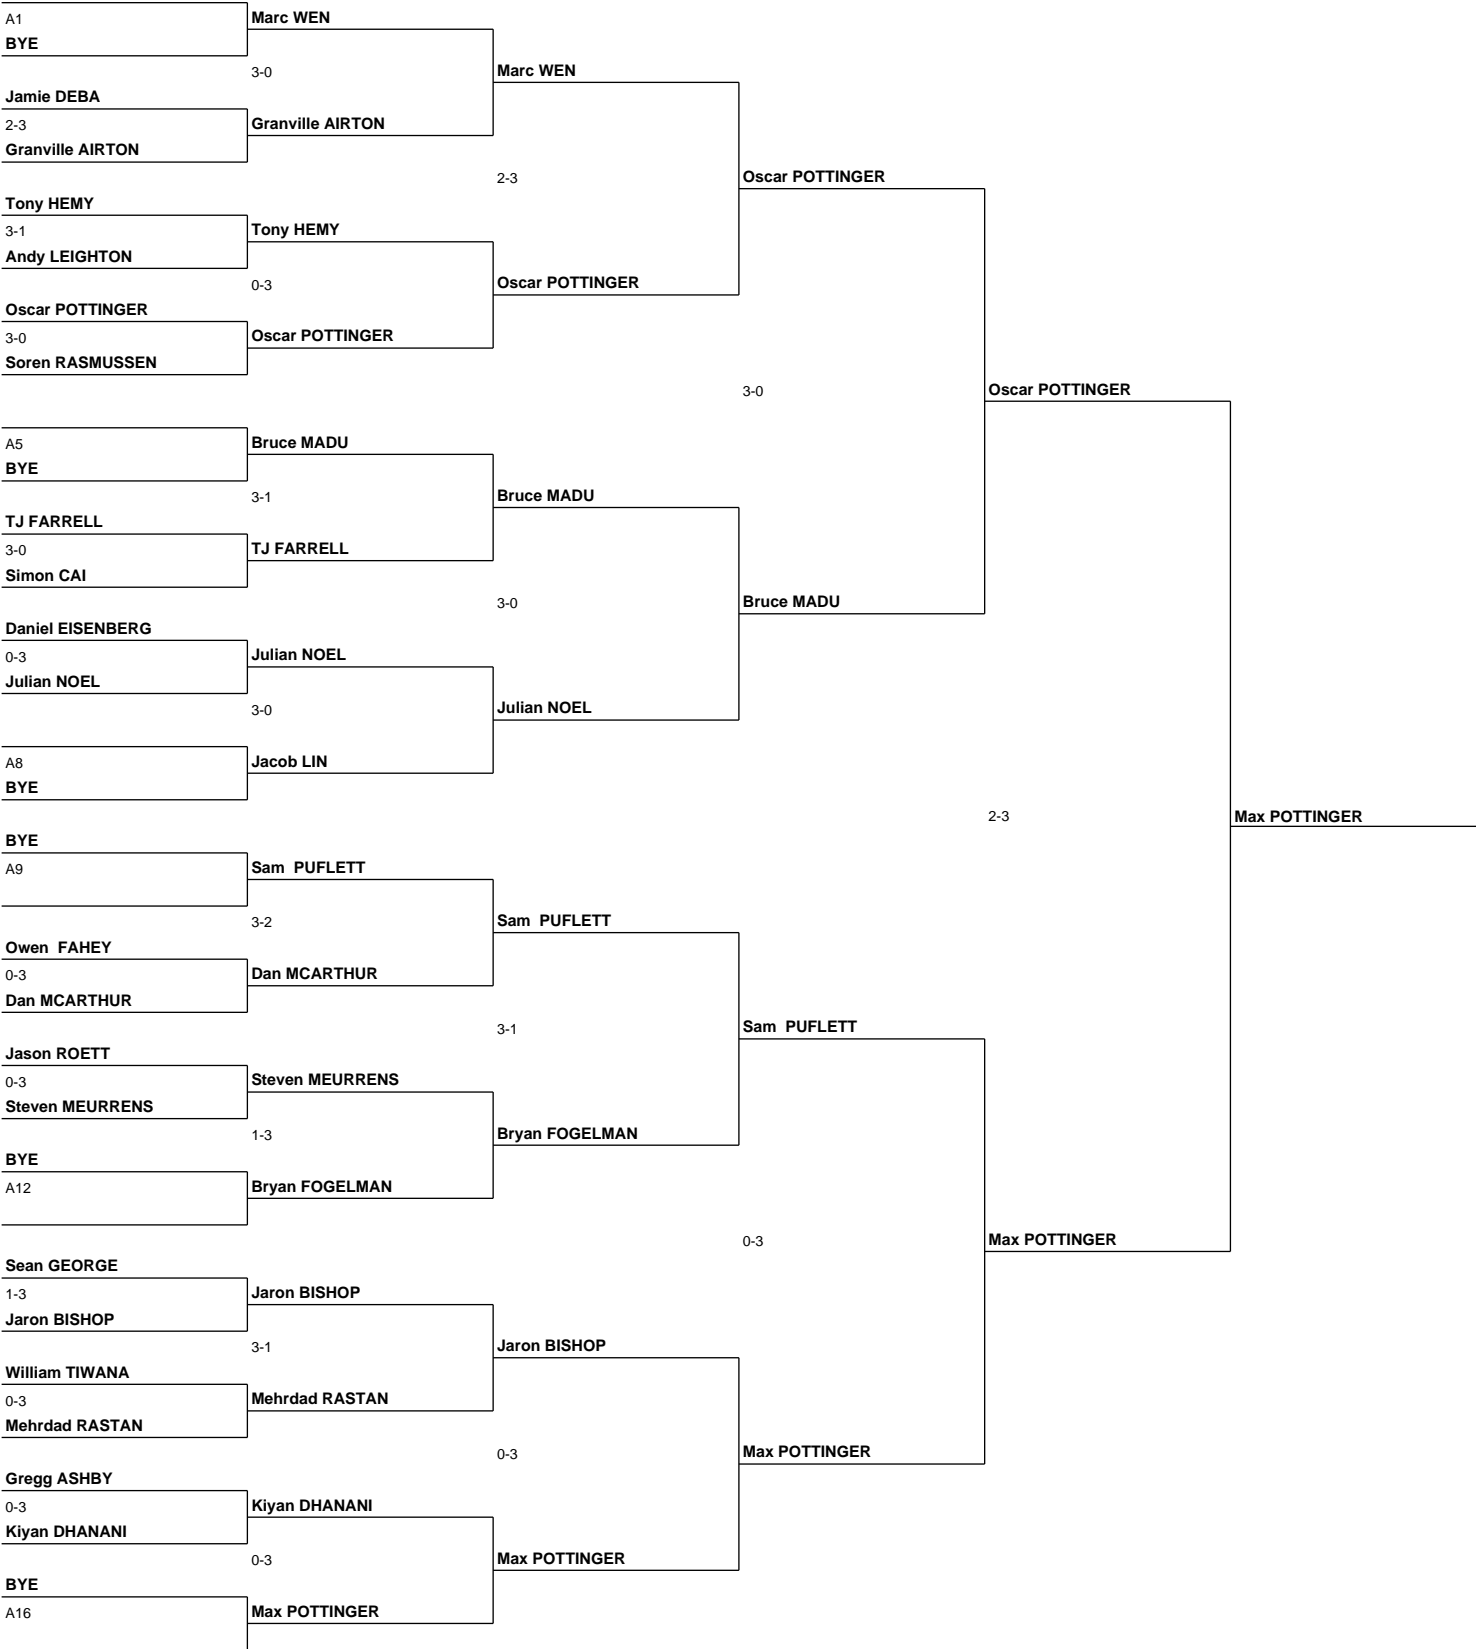 A1
BYE
Jamie DEBA
2-3
Granville AIRTON
Tony HEMY
3-1
Andy LEIGHTON
Oscar POTTINGER
3-0
Soren RASMUSSEN
A5
BYE
TJ FARRELL
3-0
Simon CAI
Daniel EISENBERG
0-3
Julian NOEL
A8
BYE
BYE
A9
Owen FAHEY
0-3
Dan MCARTHUR
Jason ROETT
0-3
Steven MEURRENS
BYE
A12
Sean GEORGE
1-3
Jaron BISHOP
William TIWANA
0-3
Mehrdad RASTAN
Gregg ASHBY
0-3
Kiyan DHANANI
BYE
A16
Marc WEN
3-0
Granville AIRTON
Tony HEMY
0-3
Oscar POTTINGER
Bruce MADU
3-1
TJ FARRELL
Julian NOEL
3-0
Jacob LIN
Sam PUFLETT
3-2
Dan MCARTHUR
Steven MEURRENS
1-3
Bryan FOGELMAN
Jaron BISHOP
3-1
Mehrdad RASTAN
Kiyan DHANANI
0-3
Max POTTINGER
Marc WEN
2-3
Oscar POTTINGER
Bruce MADU
3-0
Julian NOEL
Sam PUFLETT
3-1
Bryan FOGELMAN
Jaron BISHOP
0-3
Max POTTINGER
Oscar POTTINGER
3-0
Bruce MADU
Sam PUFLETT
0-3
Max POTTINGER
Oscar POTTINGER
2-3
Max POTTINGER
Max POTTINGER